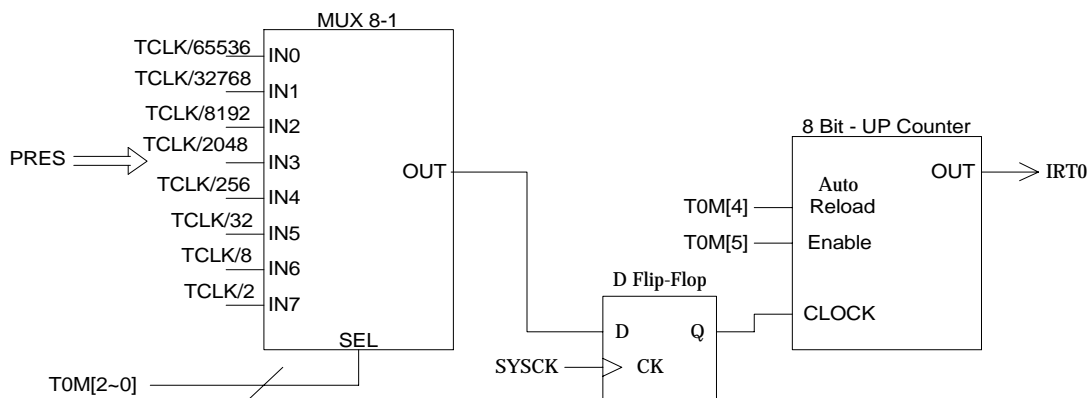 MUX 8-1
TCLK/65536
IN0
TCLK/32768
IN1
TCLK/8192
IN2
8 Bit - UP Counter
PRES
TCLK/2048
IN3
OUT
OUT
IRT0
TCLK/256
IN4
Auto
T0M[4]
Reload
TCLK/32
IN5
T0M[5]
Enable
TCLK/8
IN6
D Flip-Flop
TCLK/2
IN7
CLOCK
D
Q
SEL
SYSCK
CK
T0M[2~0]